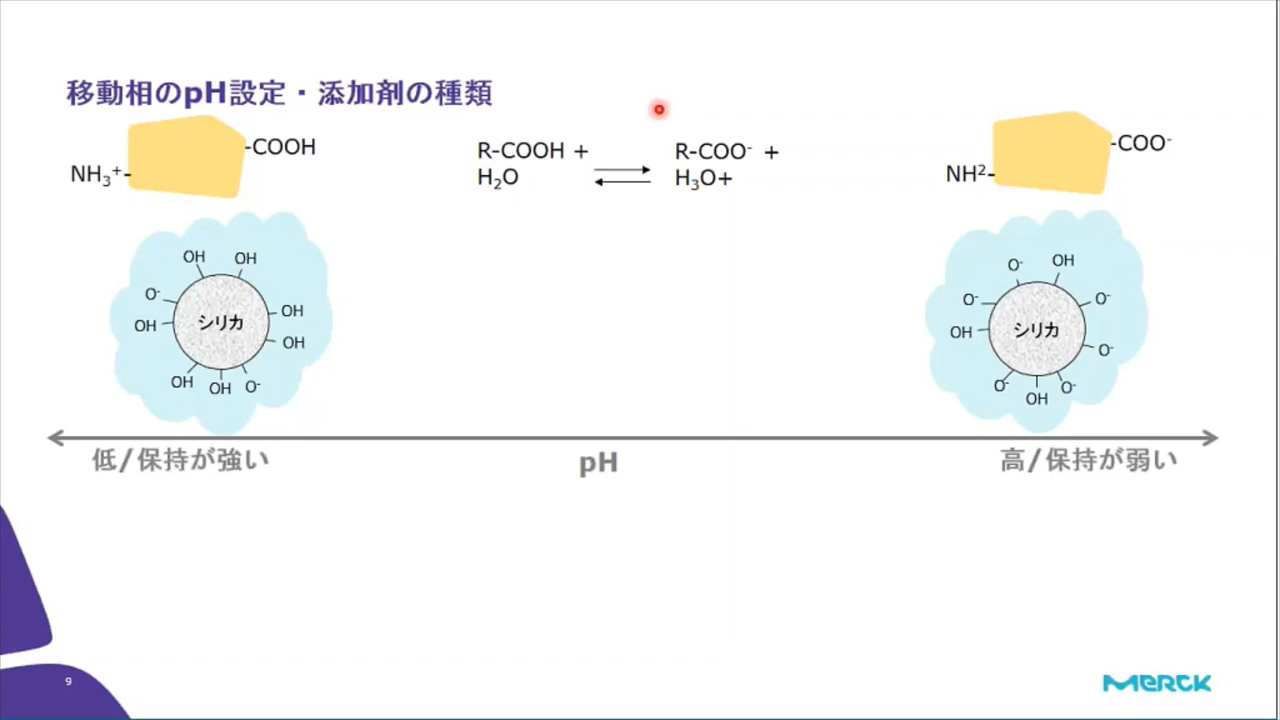 移動相のpH設定・添加剤の種類
NH₃⁺-
-COOH
R-COOH +
H₂O
R-COO⁻ +
H₃O+
NH²-
-COO⁻
OH
OH
O⁻
OH
OH
OH
OH
OH
O⁻
シリカ
O⁻
OH
O⁻
O⁻
OH
O⁻
O⁻
OH
O⁻
シリカ
低/保持が強い
pH
高/保持が弱い
9
MERCK